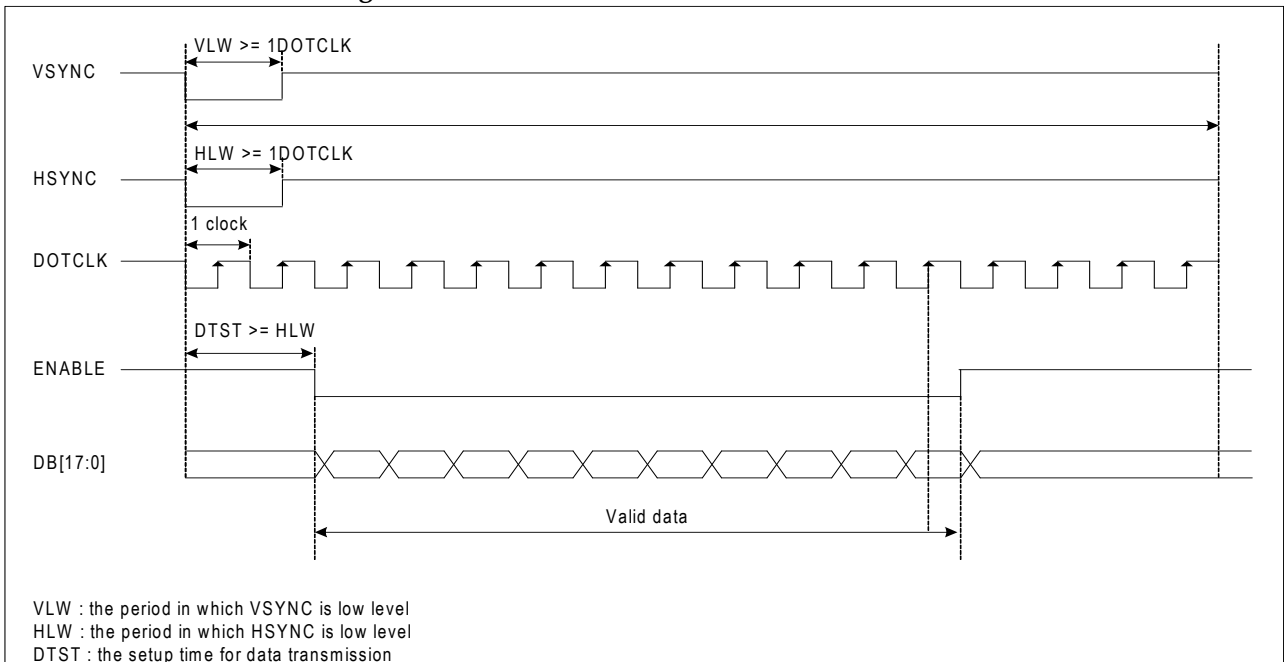 VLW >= 1DOTCLK
VSYNC
HLW >= 1DOTCLK
HSYNC
1 clock
DOTCLK
DTST >= HLW
ENABLE
DB[17:0]
Valid data
VLW : the period in which VSYNC is low level
HLW : the period in which HSYNC is low level
DTST : the setup time for data transmission